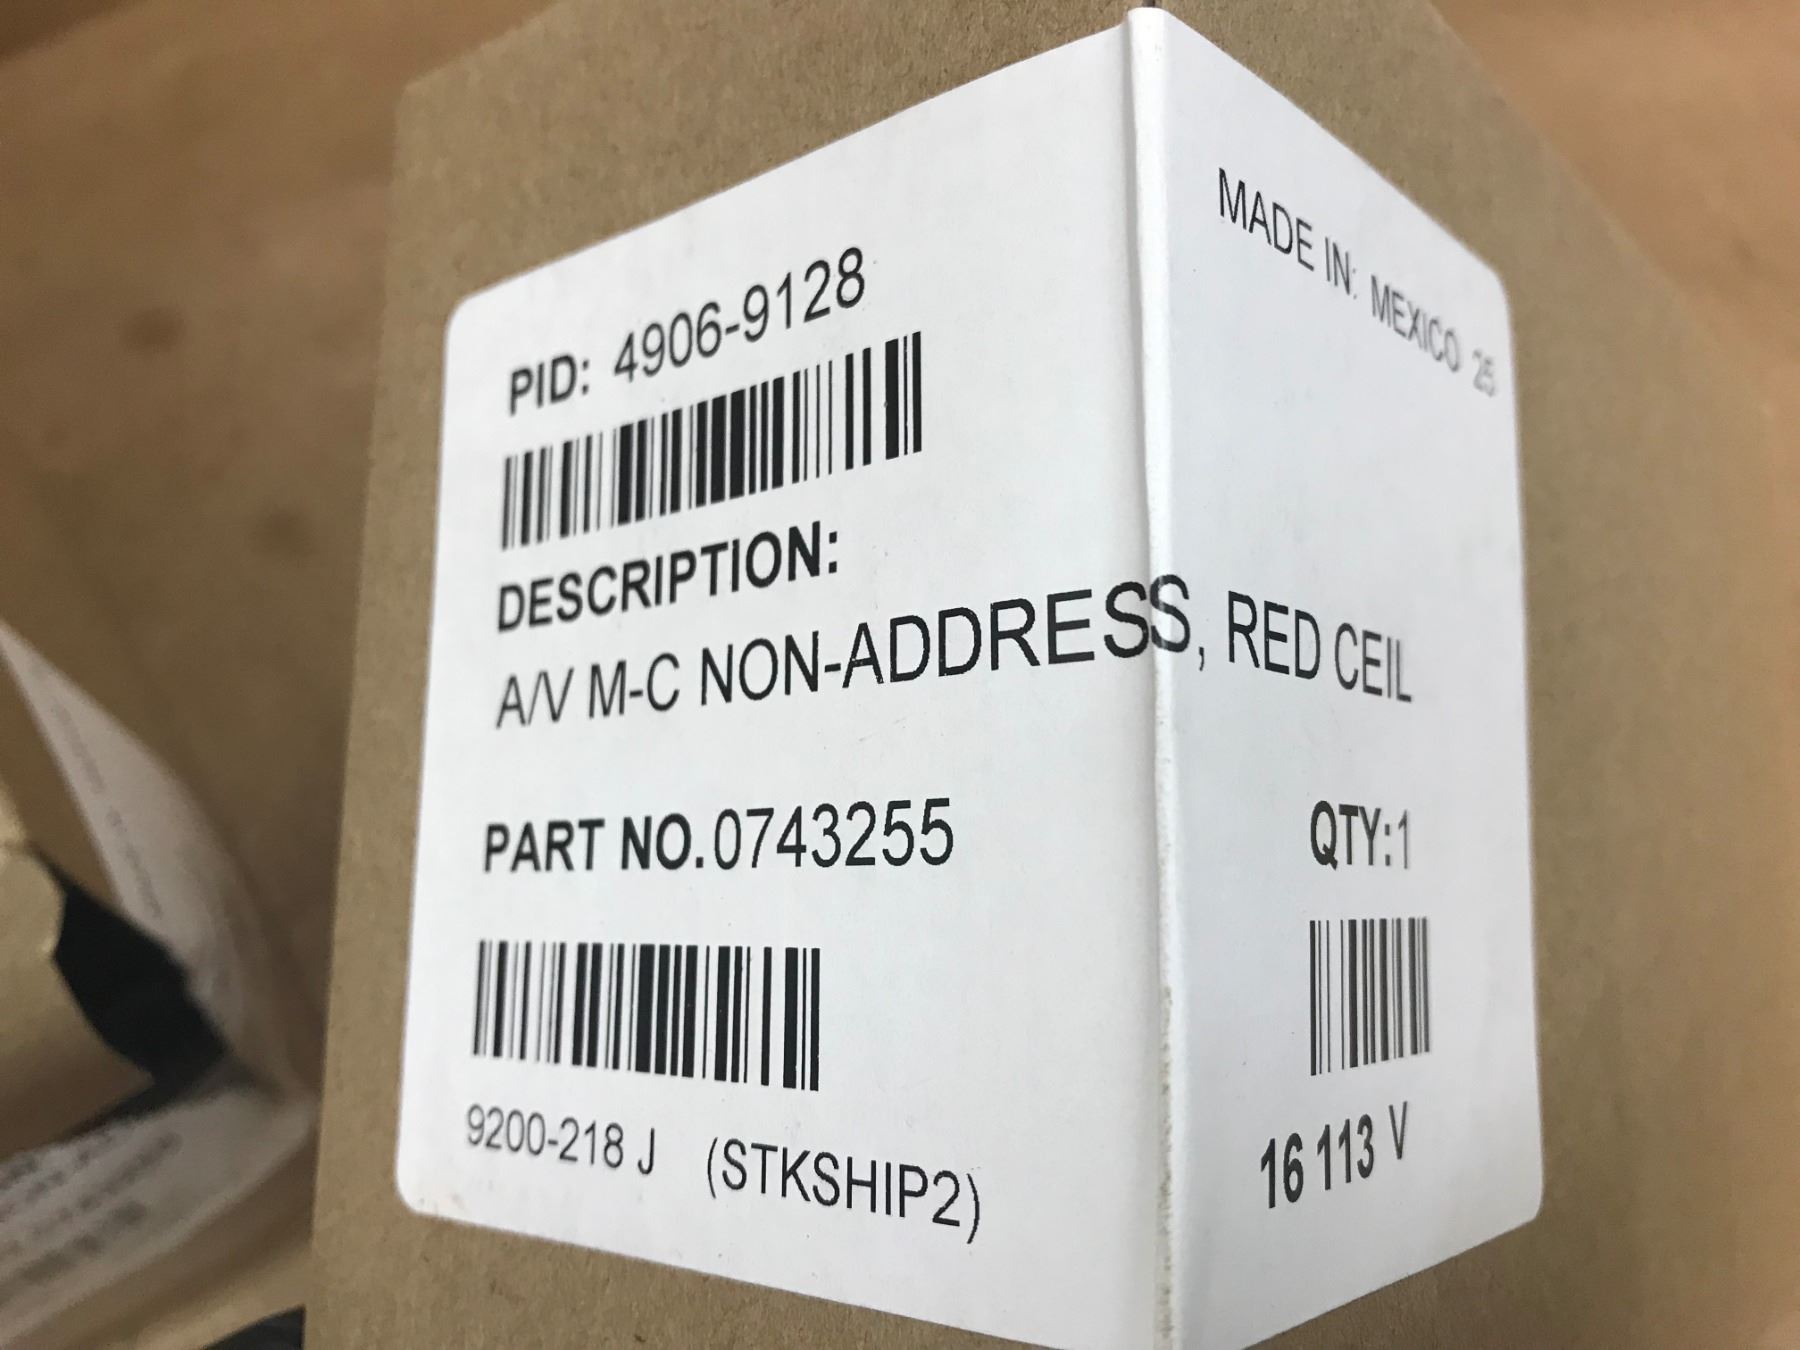 MADE IN: MEXICO 25
PID: 4906-9128
DESCRIPTION:
A/V M-C NON-ADDRESS, RED CEIL
PART NO.0743255
QTY:1
9200-218 J (STKSHIP2)
16 113 V